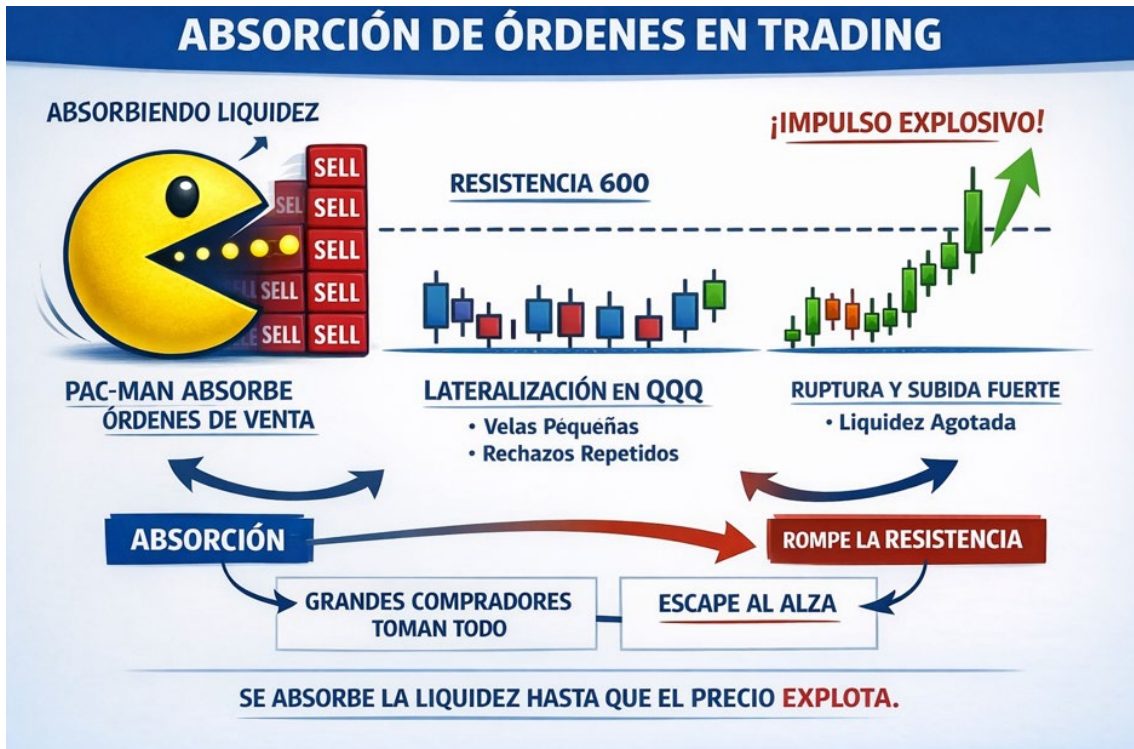 ABSORCIÓN DE ÓRDENES EN TRADING
ABSORBIENDO LIQUIDEZ
SELL
SEL
SELL
SELL
SELL
SELL
SELL
SELL
PAC-MAN ABSORBE
ÓRDENES DE VENTA
RESISTENCIA 600
LATERALIZACIÓN EN QQQ
• Velas Péquéñas
• Rechazos Repetidos
¡IMPULSO EXPLOSIVO!
RUPTURA Y SUBIDA FUERTE
• Liquidez Agotada
ABSORCIÓN
ROMPE LA RESISTENCIA
GRANDES COMPRADORES
TOMAN TODO
ESCAPE AL ALZA
SE ABSORBE LA LIQUIDEZ HASTA QUE EL PRECIO EXPLOTA.